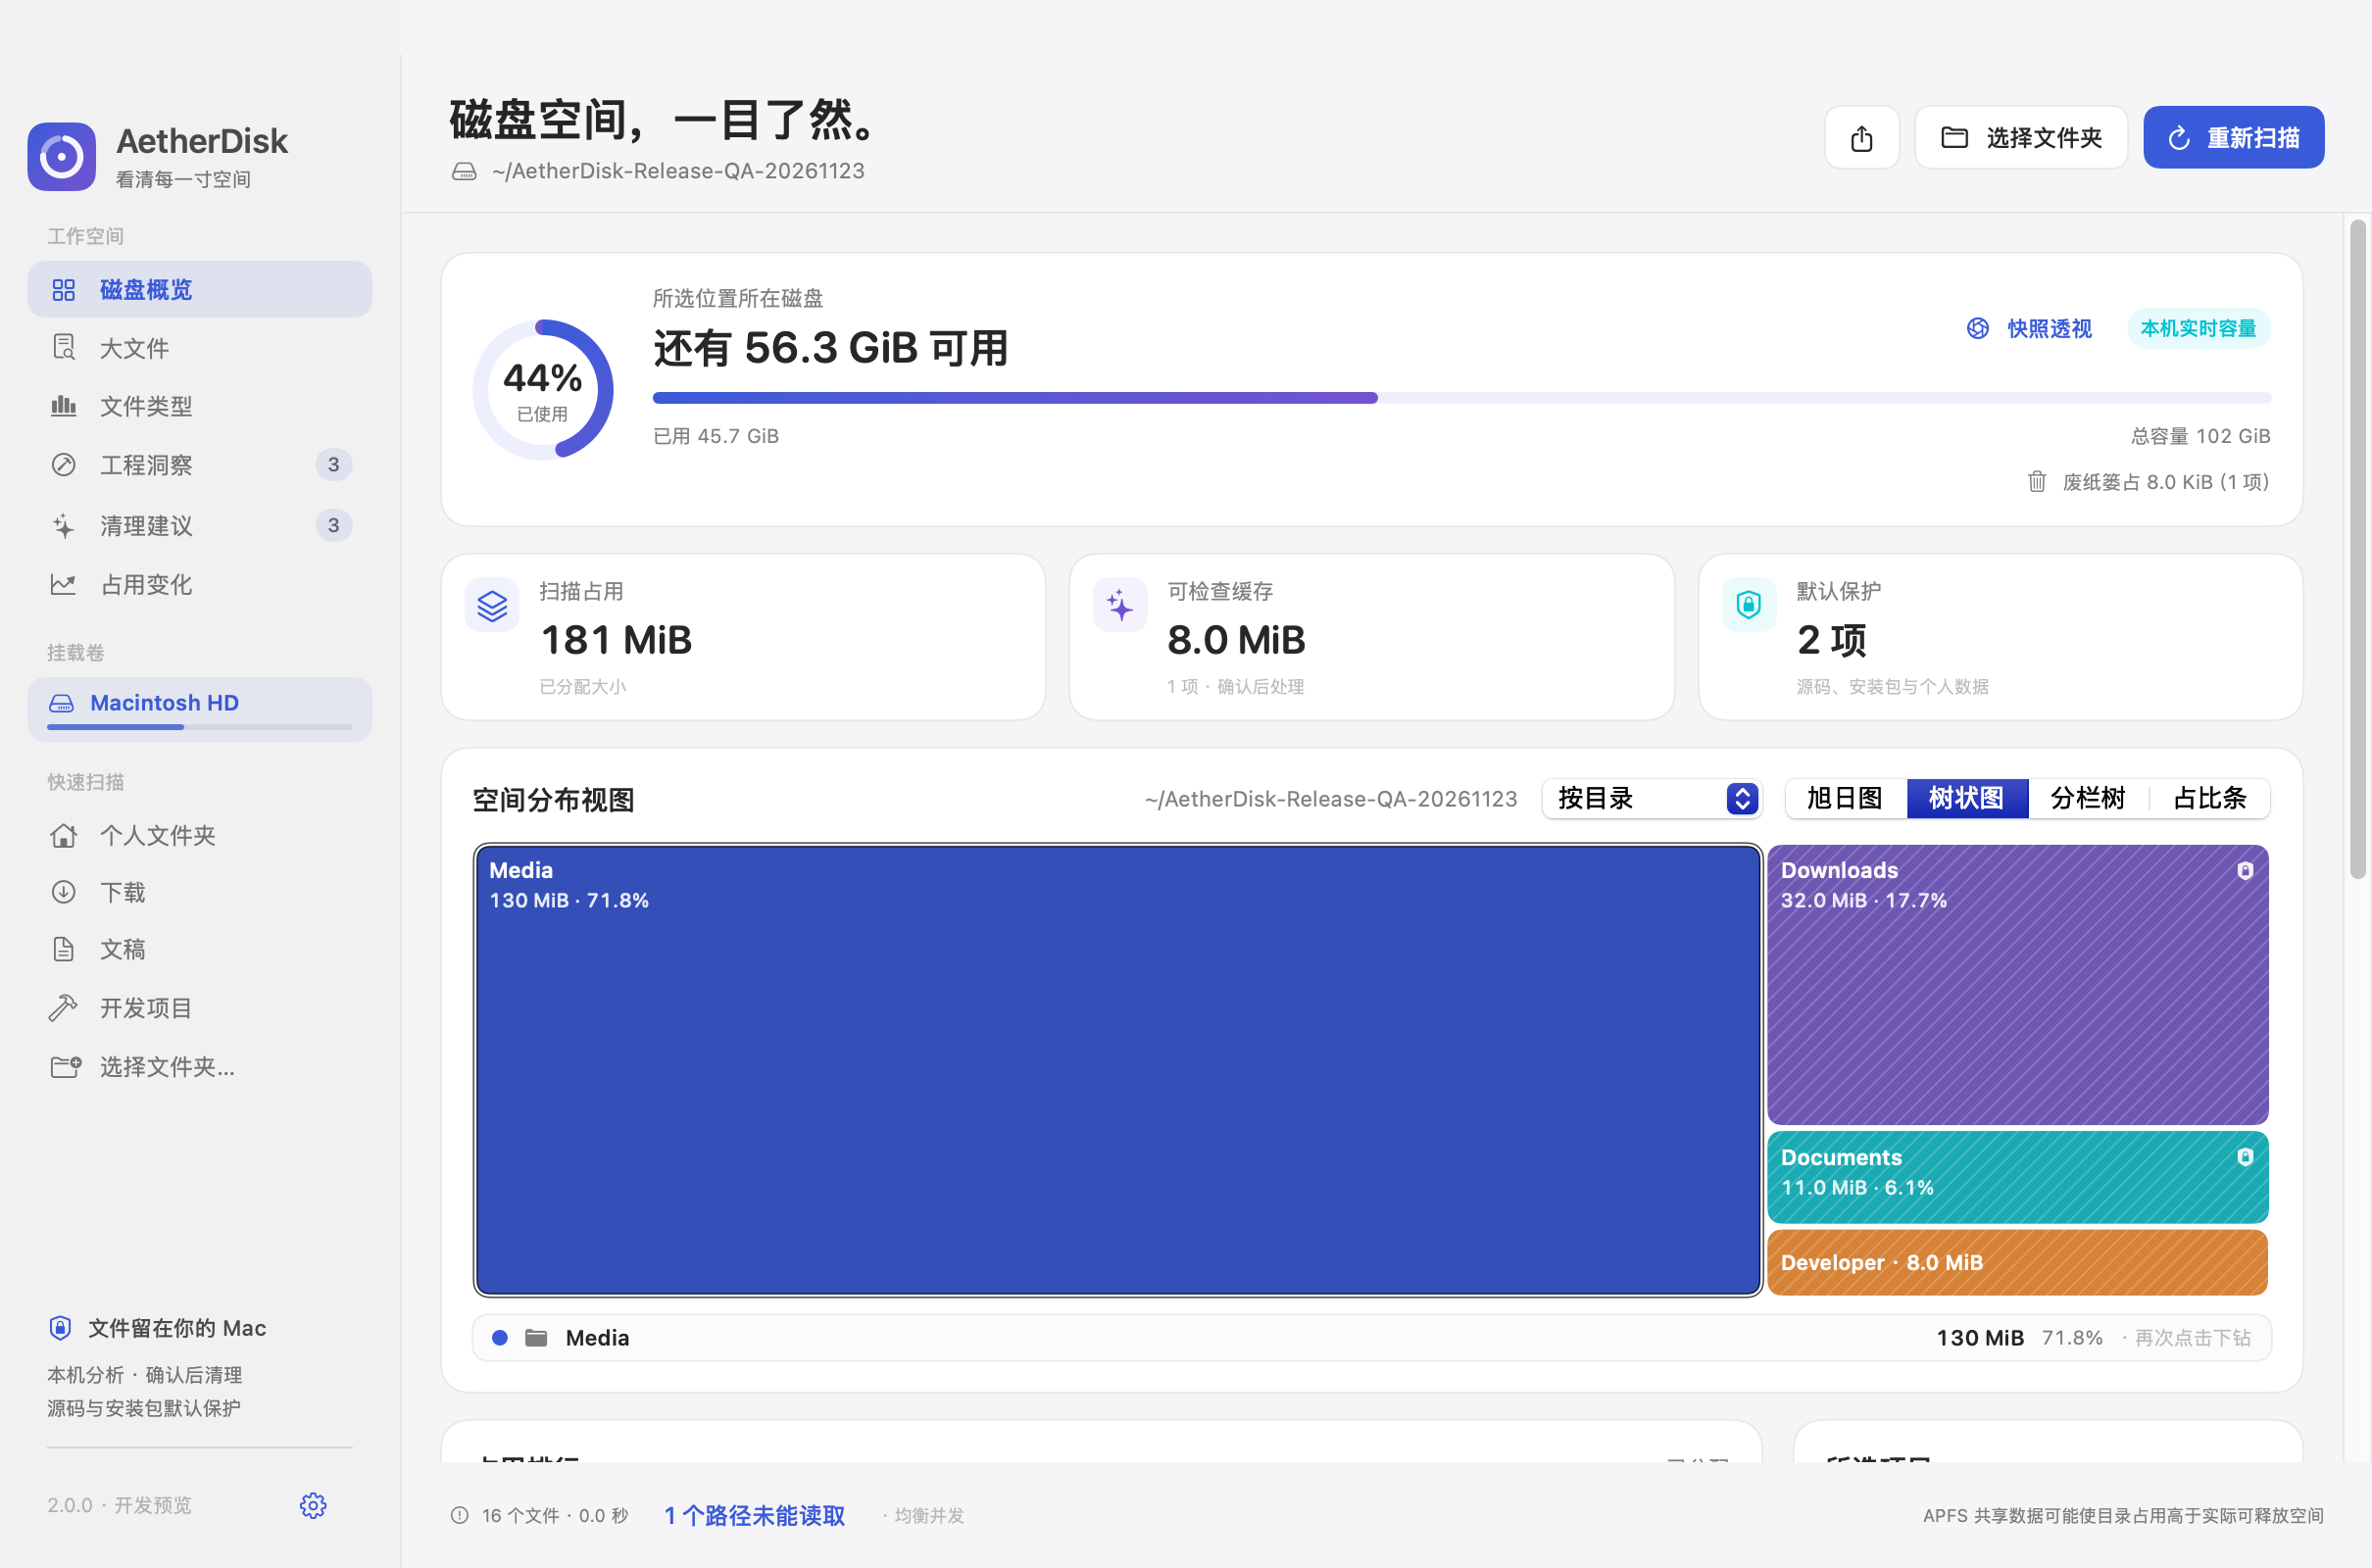 AetherDisk
看清每一寸空间
工作空间
磁盘概览
大文件
文件类型
工程洞察 3
清理建议 3
占用变化
挂载卷
Macintosh HD
快速扫描
个人文件夹
下载
文稿
开发项目
选择文件夹...
文件留在你的 Mac
本机分析 · 确认后清理
源码与安装包默认保护
2.0.0 · 开发预览
磁盘空间，一目了然。
~/AetherDisk-Release-QA-20261123
选择文件夹
重新扫描
44%
已使用
所选位置所在磁盘
还有 56.3 GiB 可用
快照透视
本机实时容量
已用 45.7 GiB
总容量 102 GiB
废纸篓占 8.0 KiB (1 项)
扫描占用
181 MiB
已分配大小
可检查缓存
8.0 MiB
1 项 · 确认后处理
默认保护
2 项
源码、安装包与个人数据
空间分布视图
~/AetherDisk-Release-QA-20261123
按目录
旭日图 树状图 分栏树 占比条
Media
130 MiB · 71.8%
Downloads
32.0 MiB · 17.7%
Documents
11.0 MiB · 6.1%
Developer · 8.0 MiB
Media
130 MiB 71.8% · 再次点击下钻
16 个文件 · 0.0 秒
1 个路径未能读取
· 均衡并发
APFS 共享数据可能使目录占用高于实际可释放空间